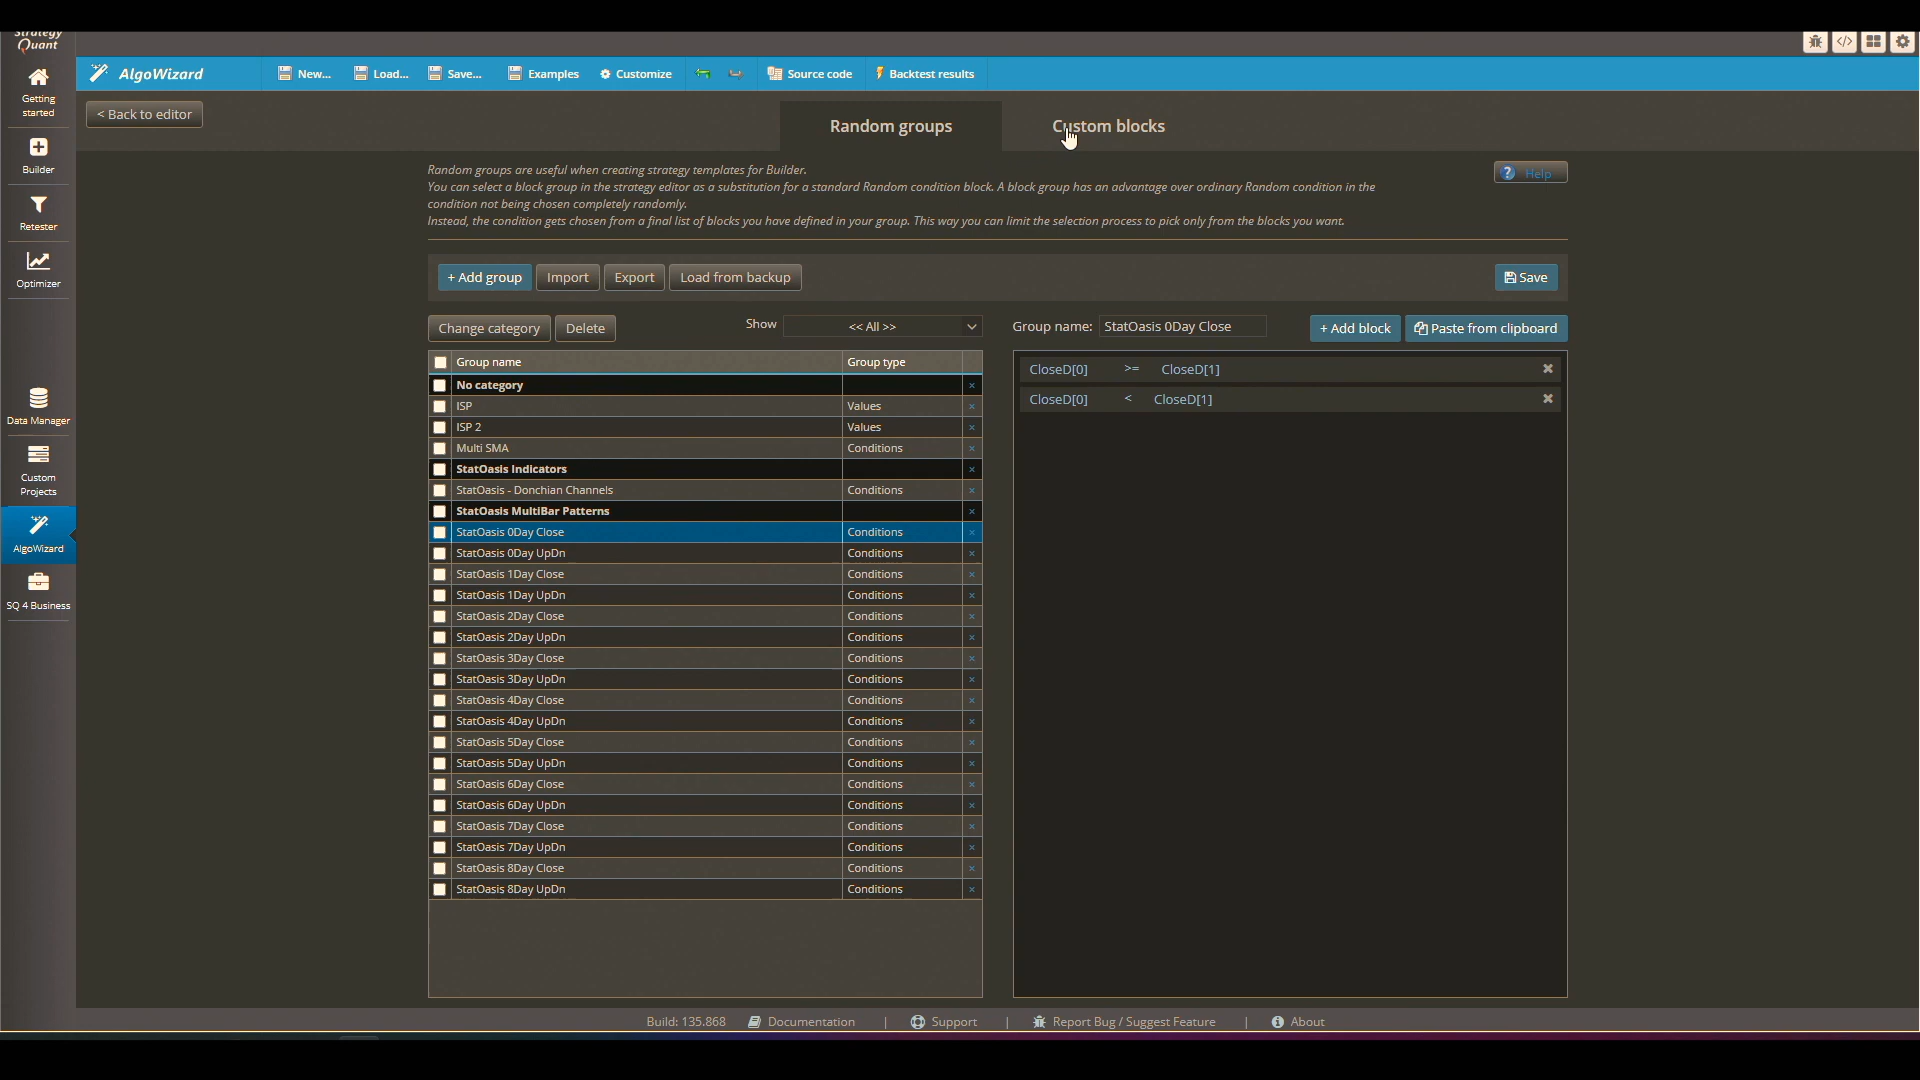 Strategy
Quant
AlgoWizard
New...
Load...
Save...
Examples
Customize
Source code
Backtest results
Getting
started
Builder
Retester
Optimizer
Data Manager
Custom
Projects
AlgoWizard
SQ 4 Business
< Back to editor
Random groups
Custom blocks
Random groups are useful when creating strategy templates for Builder.
You can select a block group in the strategy editor as a substitution for a standard Random condition block. A block group has an advantage over ordinary Random condition in the
condition not being chosen completely randomly.
Instead, the condition gets chosen from a final list of blocks you have defined in your group. This way you can limit the selection process to pick only from the blocks you want.
? Help
+ Add group
Import
Export
Load from backup
Save
Change category
Delete
Show
<< All >>
Group name: StatOasis 0Day Close
+ Add block
Paste from clipboard
Group name Group type
No category ×
ISP Values ×
ISP 2 Values ×
Multi SMA Conditions ×
StatOasis Indicators ×
StatOasis - Donchian Channels Conditions ×
StatOasis MultiBar Patterns ×
StatOasis 0Day Close Conditions ×
StatOasis 0Day UpDn Conditions ×
StatOasis 1Day Close Conditions ×
StatOasis 1Day UpDn Conditions ×
StatOasis 2Day Close Conditions ×
StatOasis 2Day UpDn Conditions ×
StatOasis 3Day Close Conditions ×
StatOasis 3Day UpDn Conditions ×
StatOasis 4Day Close Conditions ×
StatOasis 4Day UpDn Conditions ×
StatOasis 5Day Close Conditions ×
StatOasis 5Day UpDn Conditions ×
StatOasis 6Day Close Conditions ×
StatOasis 6Day UpDn Conditions ×
StatOasis 7Day Close Conditions ×
StatOasis 7Day UpDn Conditions ×
StatOasis 8Day Close Conditions ×
StatOasis 8Day UpDn Conditions ×
CloseD[0] >= CloseD[1]
CloseD[0] < CloseD[1]
Build: 135.868 Documentation | Support | Report Bug / Suggest Feature | About